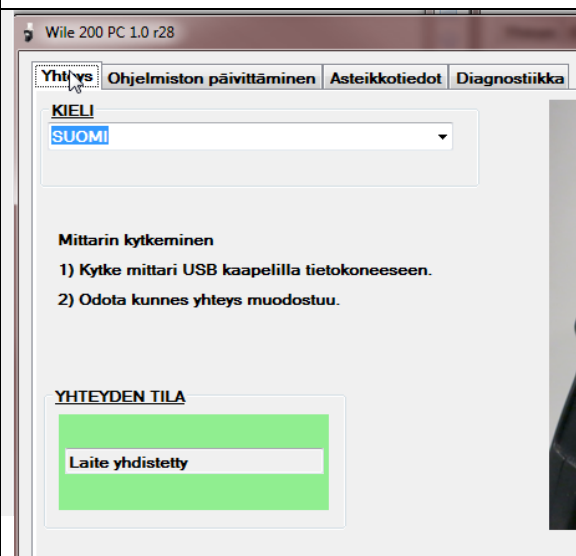 Wile 200 PC 1.0 r28
Yhteys Ohjelmiston päivittäminen Asteikkotiedot Diagnostiikka
KIELI
SUOMI
Mittarin kytkeminen
1) Kytke mittari USB kaapelilla tietokoneeseen.
2) Odota kunnes yhteys muodostuu.
YHTEYDEN TILA
Laite yhdistetty